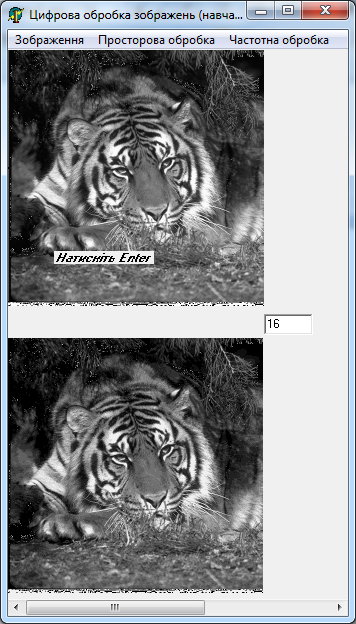 Цифрова обробка зображень (навча...
Зображення Просторова обробка Частотна обробка
Натисніть Enter
16